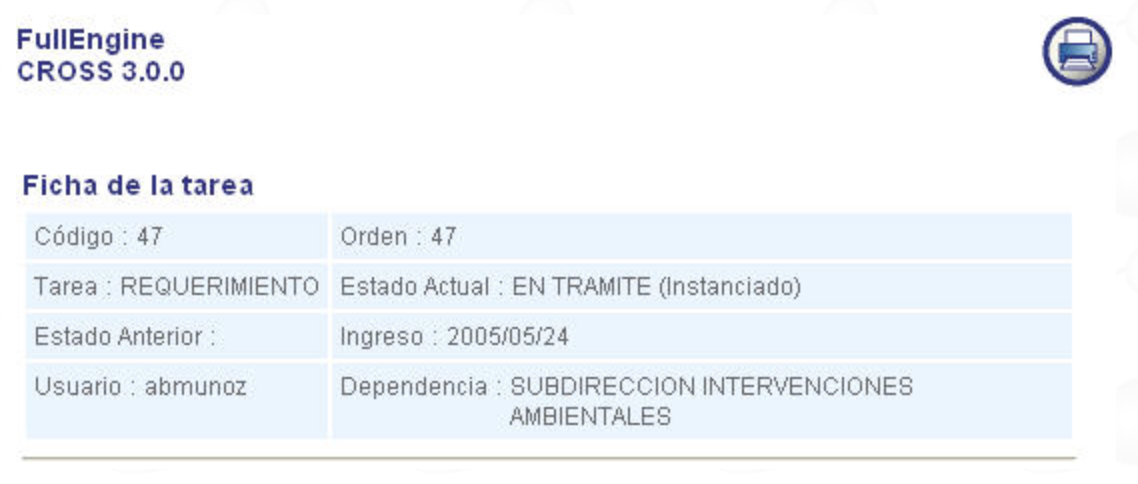 FullEngine
CROSS 3.0.0
Ficha de la tarea
Código : 47 Orden : 47
Tarea : REQUERIMIENTO Estado Actual : EN TRAMITE (Instanciado)
Estado Anterior : Ingreso : 2005/05/24
Usuario : abmunoz Dependencia : SUBDIRECCION INTERVENCIONES
AMBIENTALES